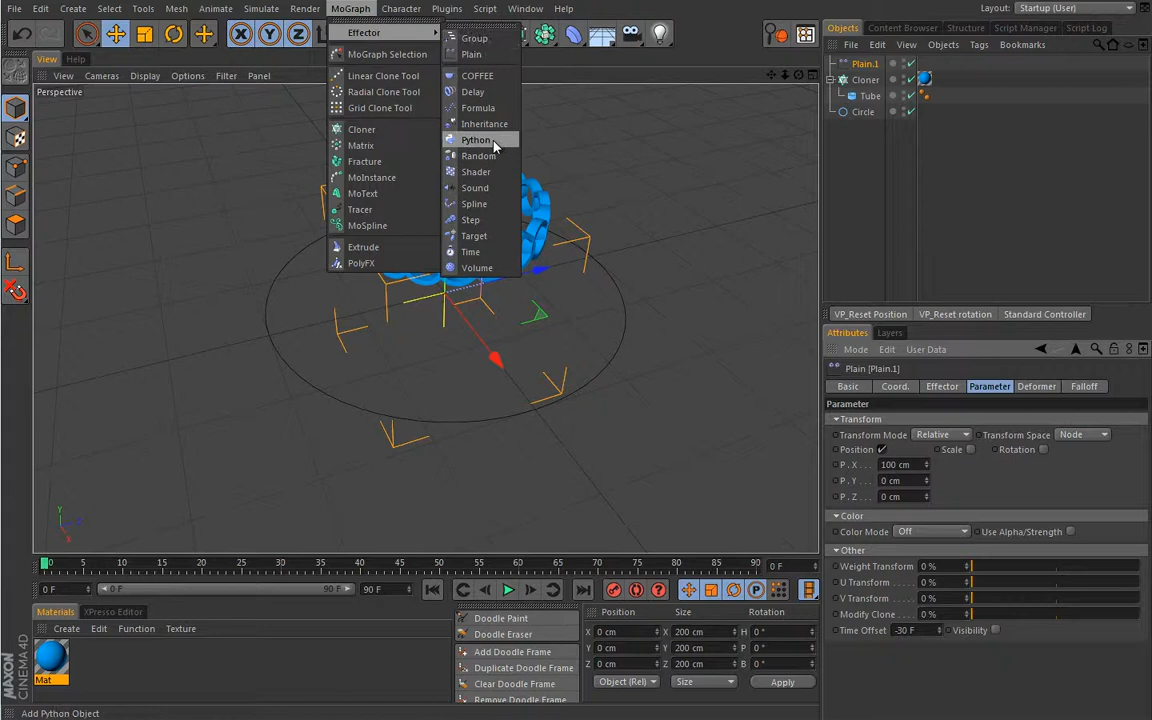 File Edit Create Select Tools Mesh Animate Simulate Render MoGraph Character Plugins Script Window Help
Layout: Startup (User)
X Y Z
Objects Content Browser Structure Script Manager Script Log
File Edit View Objects Tags Bookmarks
Plain.1
Cloner
Tube
Circle
View Help
View Cameras Display Options Filter Panel
Perspective
Effector
MoGraph Selection
Linear Clone Tool
Radial Clone Tool
Grid Clone Tool
Cloner
Matrix
Fracture
MoInstance
MoText
Tracer
MoSpline
Extrude
PolyFX
Group
Plain
COFFEE
Delay
Formula
Inheritance
Python
Random
Shader
Sound
Spline
Step
Target
Time
Volume
Y
X
VP_Reset Position VP_Reset rotation Standard Controller
Attributes Layers
Mode Edit User Data
Plain [Plain.1]
Basic Coord. Effector Parameter Deformer Falloff
Parameter
Transform
Transform Mode Relative Transform Space Node
Position Scale Rotation
P . X . . . 100 cm
P . Y . . . 0 cm
P . Z . . . 0 cm
Color
Color Mode Off Use Alpha/Strength
Other
Weight Transform 0 %
U Transform 0 %
V Transform 0 %
Modify Clone 0 %
Time Offset -30 F Visibility
0 5 10 15 20 25 30 35 40 45 50 55 60 65 70 75 80 85 90 0 F
0 F 0 F 90 F 90 F P
Materials XPresso Editor
Create Edit Function Texture
Mat
Doodle Paint
Doodle Eraser
Add Doodle Frame
Duplicate Doodle Frame
Clear Doodle Frame
Remove Doodle Frame
Position Size Rotation
X 0 cm X 200 cm H 0 °
Y 0 cm Y 200 cm P 0 °
Z 0 cm Z 200 cm B 0 °
Object (Rel) Size Apply
MAXON CINEMA 4D
Add Python Object